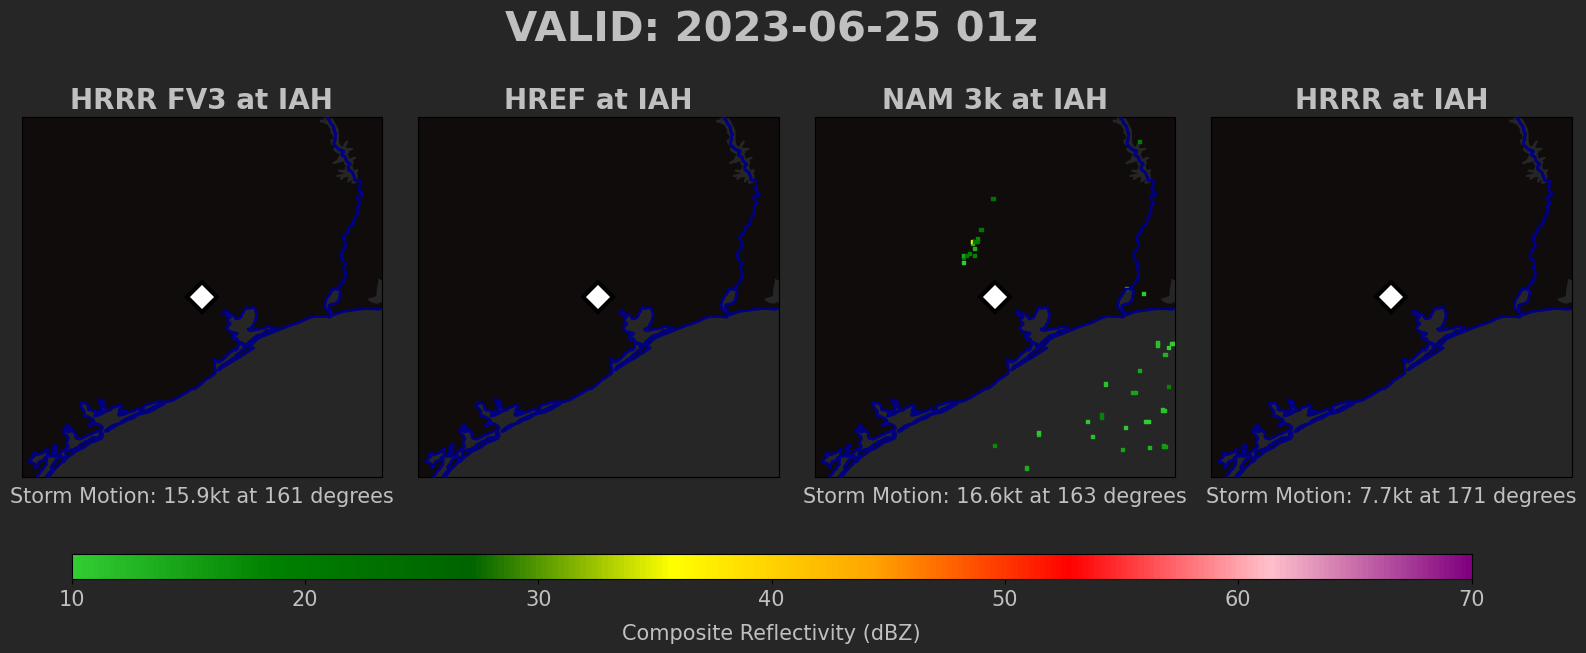 VALID: 2023-06-25 01z
HRRR FV3 at IAH
HREF at IAH
NAM 3k at IAH
HRRR at IAH
Storm Motion: 15.9kt at 161 degrees
Storm Motion: 16.6kt at 163 degrees
Storm Motion: 7.7kt at 171 degrees
10 20 30 40 50 60 70
Composite Reflectivity (dBZ)